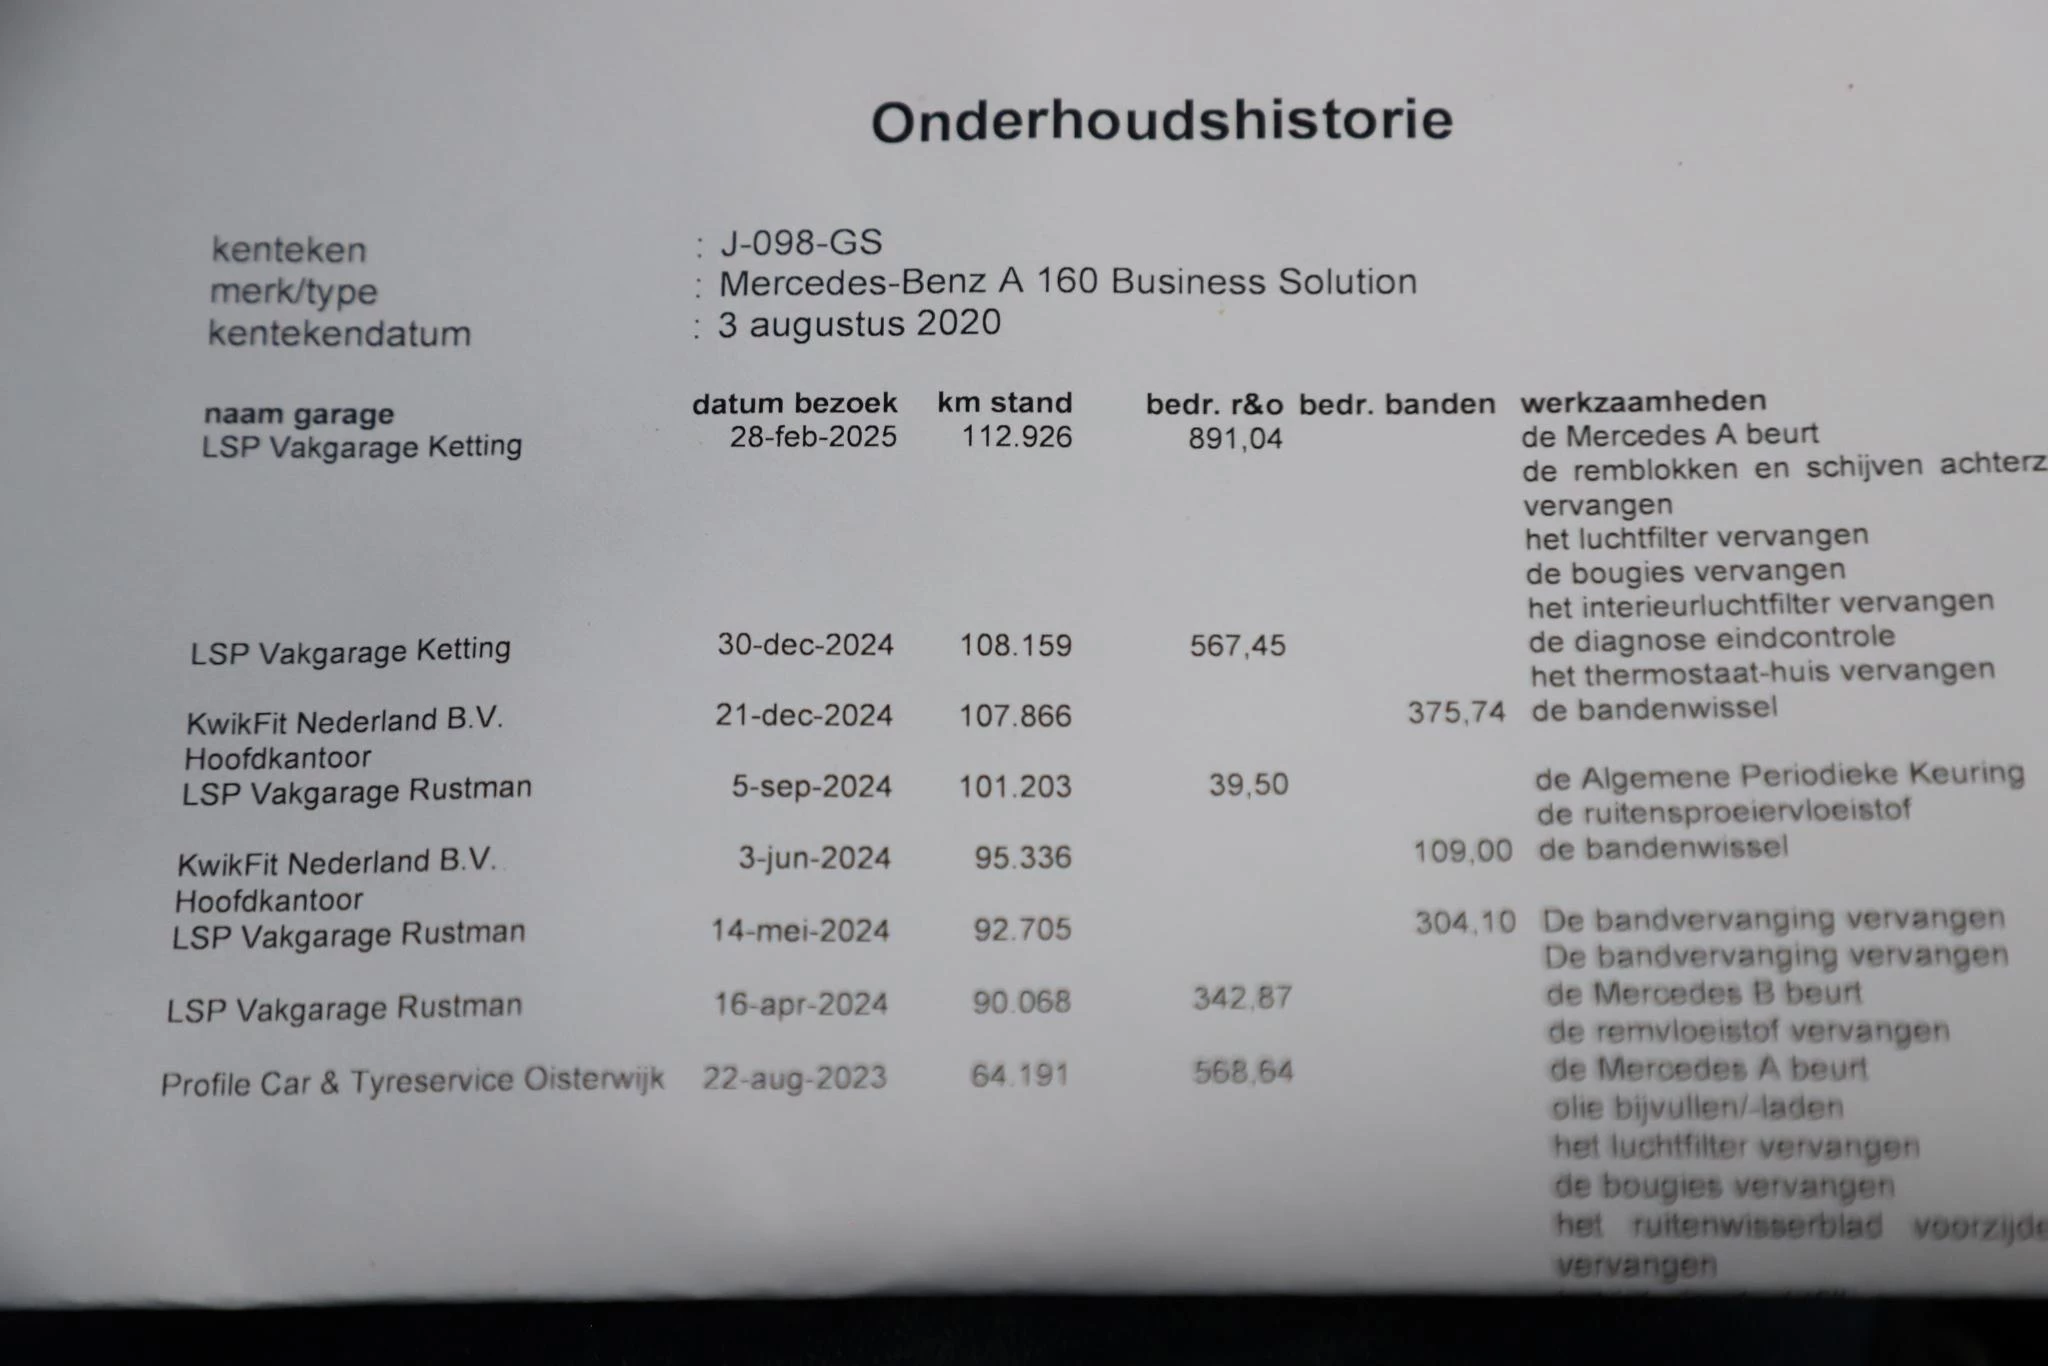 Onderhoudshistorie
kenteken : J-098-GS
merk/type : Mercedes-Benz A 160 Business Solution
kentekendatum : 3 augustus 2020
naam garage datum bezoek km stand bedr. r&o bedr. banden werkzaamheden
LSP Vakgarage Ketting 28-feb-2025 112.926 891,04 de Mercedes A beurt
de remblokken en schijven achterz
vervangen
het luchtfilter vervangen
de bougies vervangen
het interieurluchtfilter vervangen
LSP Vakgarage Ketting 30-dec-2024 108.159 567,45 de diagnose eindcontrole
het thermostaat-huis vervangen
KwikFit Nederland B.V. 21-dec-2024 107.866 375,74 de bandenwissel
Hoofdkantoor
LSP Vakgarage Rustman 5-sep-2024 101.203 39,50 de Algemene Periodieke Keuring
de ruitensproeiervloeistof
KwikFit Nederland B.V. 3-jun-2024 95.336 109,00 de bandenwissel
Hoofdkantoor
LSP Vakgarage Rustman 14-mei-2024 92.705 304,10 De bandvervanging vervangen
De bandvervanging vervangen
LSP Vakgarage Rustman 16-apr-2024 90.068 342,87 de Mercedes B beurt
de remvloeistof vervangen
Profile Car & Tyreservice Oisterwijk 22-aug-2023 64.191 568,64 de Mercedes A beurt
olie bijvullen/-laden
het luchtfilter vervangen
de bougies vervangen
het ruitenwisserblad voorzijde
vervangen